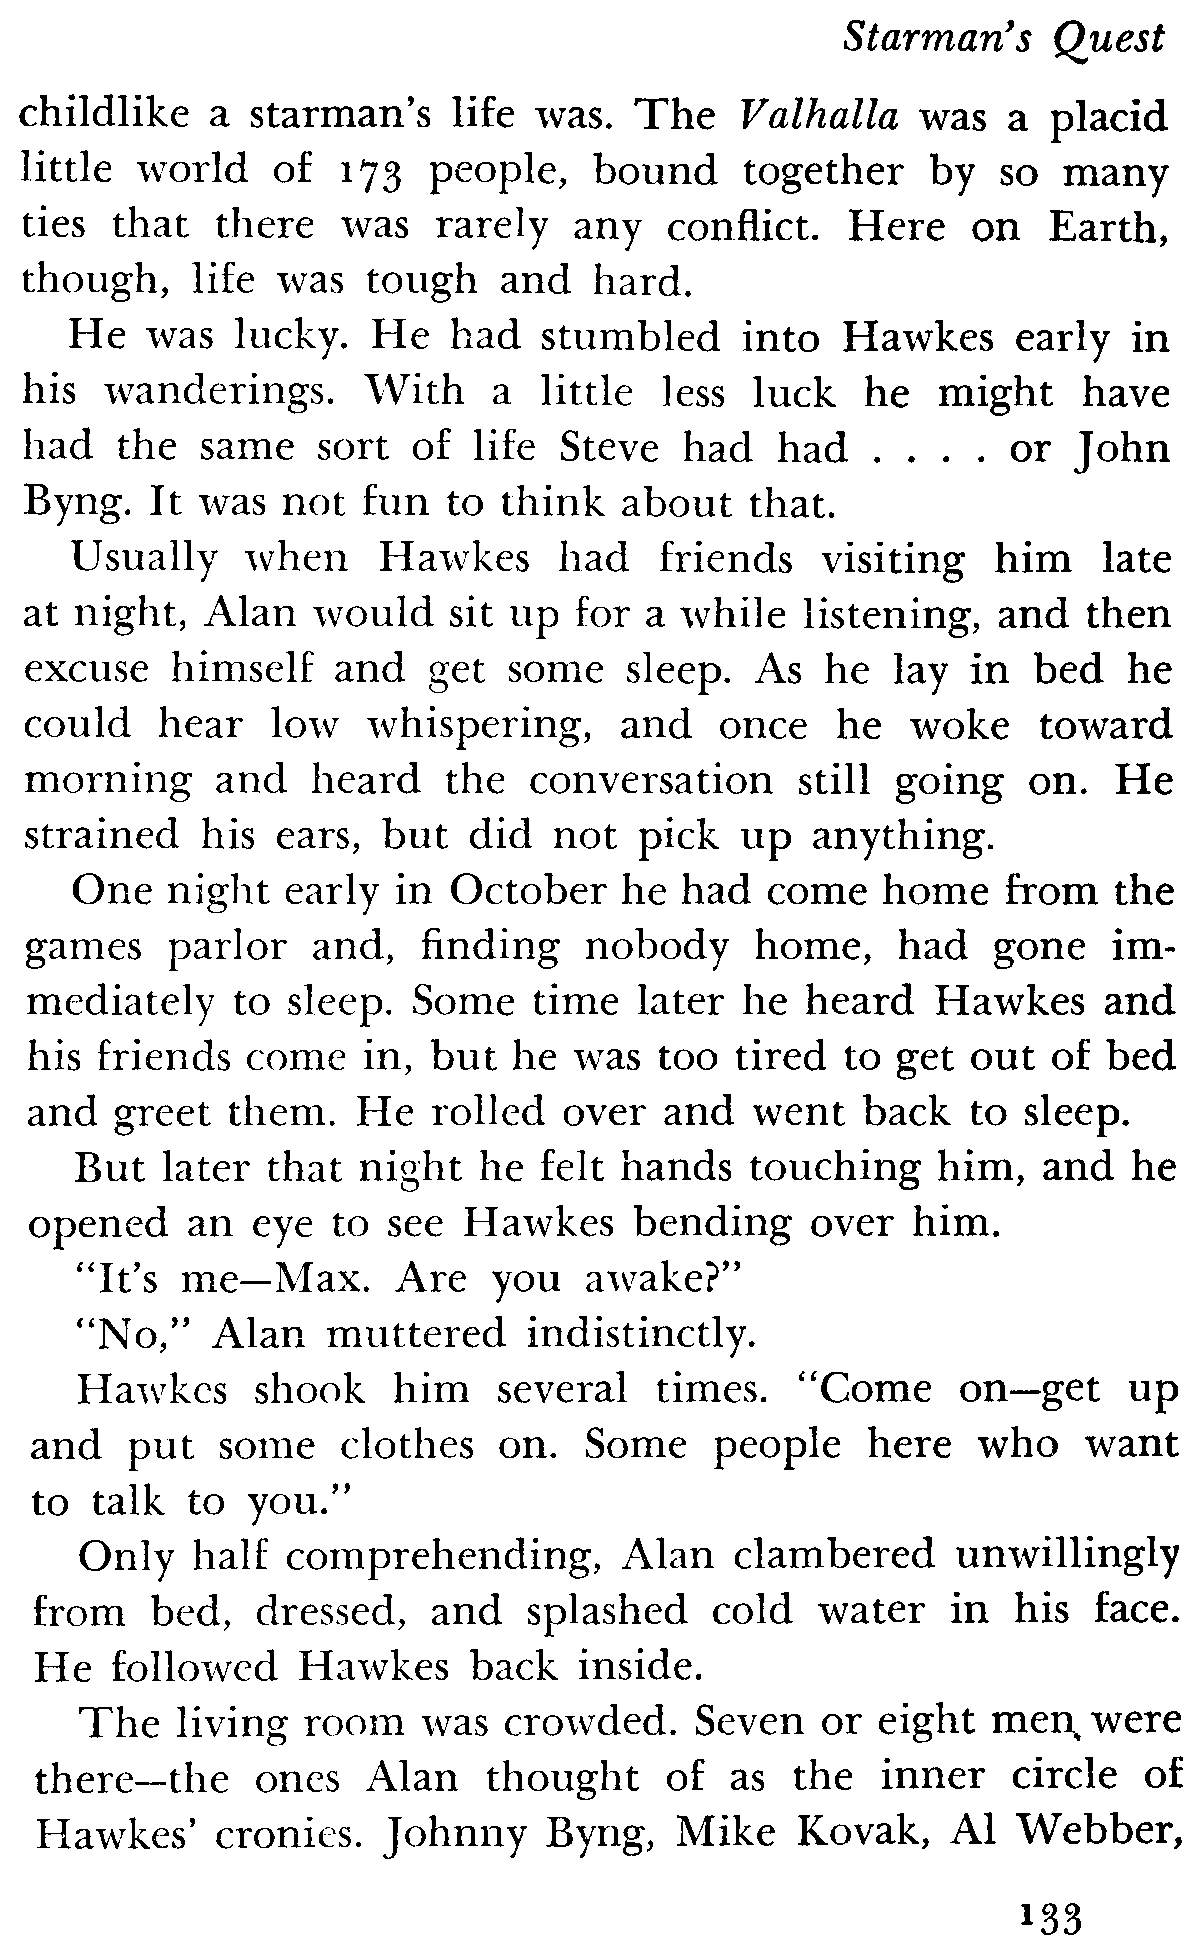 Starman's Quest
childlike a starman's life was. The Valhalla was a placid
little world of 173 people, bound together by so many
ties that there was rarely any conflict. Here on Earth,
though, life was tough and hard.
He was lucky. He had stumbled into Hawkes early in
his wanderings. With a little less luck he might have
had the same sort of life Steve had had . . . . or John
Byng. It was not fun to think about that.
Usually when Hawkes had friends visiting him late
at night, Alan would sit up for a while listening, and then
excuse himself and get some sleep. As he lay in bed he
could hear low whispering, and once he woke toward
morning and heard the conversation still going on. He
strained his ears, but did not pick up anything.
One night early in October he had come home from the
games parlor and, finding nobody home, had gone im-
mediately to sleep. Some time later he heard Hawkes and
his friends come in, but he was too tired to get out of bed
and greet them. He rolled over and went back to sleep.
But later that night he felt hands touching him, and he
opened an eye to see Hawkes bending over him.
“It's me—Max. Are you awake?”
“No,” Alan muttered indistinctly.
Hawkes shook him several times. “Come on—get up
and put some clothes on. Some people here who want
to talk to you.”
Only half comprehending, Alan clambered unwillingly
from bed, dressed, and splashed cold water in his face.
He followed Hawkes back inside.
The living room was crowded. Seven or eight men were
there—the ones Alan thought of as the inner circle of
Hawkes' cronies. Johnny Byng, Mike Kovak, Al Webber,
133